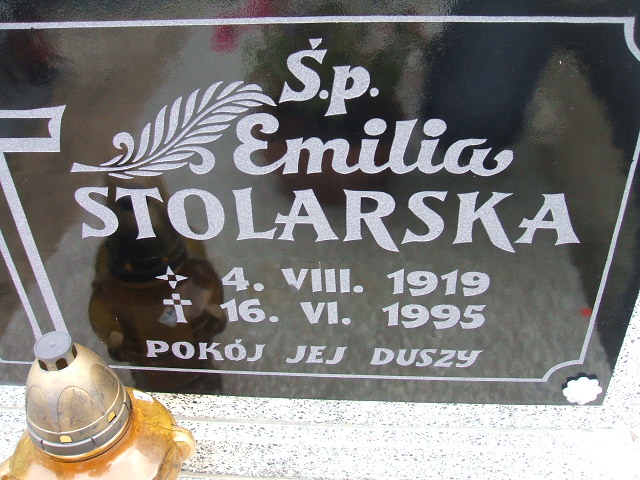 Ś.p.
Emilia
STOLARSKA
4. VIII. 1919
16. VI. 1995
POKÓJ JEJ DUSZY